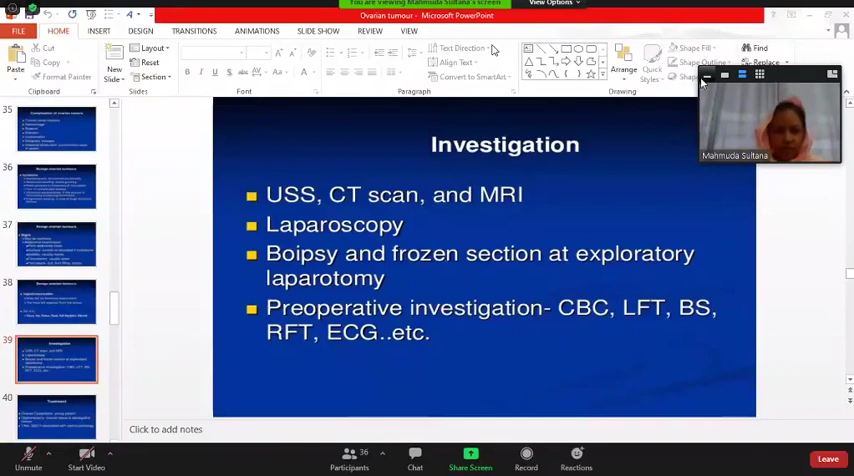 You are viewing Mahmuda Sultana's screen
View Options
Ovarian tumour - Microsoft PowerPoint
FILE
HOME
INSERT
DESIGN
TRANSITIONS
ANIMATIONS
SLIDE SHOW
REVIEW
VIEW
Paste
Cut
Copy
Format Painter
Clipboard
New
Slide
Layout
Reset
Section
Slides
B I U S
Font
Paragraph
Text Direction
Align Text
Convert to SmartArt
Arrange
Quick
Styles
Shape Fill
Shape Outline
Drawing
Find
Replace
Mahmuda Sultana
35
36
37
38
39
Investigation
40
Treatment
Investigation
USS, CT scan, and MRI
Laparoscopy
Boipsy and frozen section at exploratory
laparotomy
Preoperative investigation- CBC, LFT, BS,
RFT, ECG..etc.
Click to add notes
Unmute
Start Video
36
Participants
Chat
Share Screen
Record
Reactions
Leave